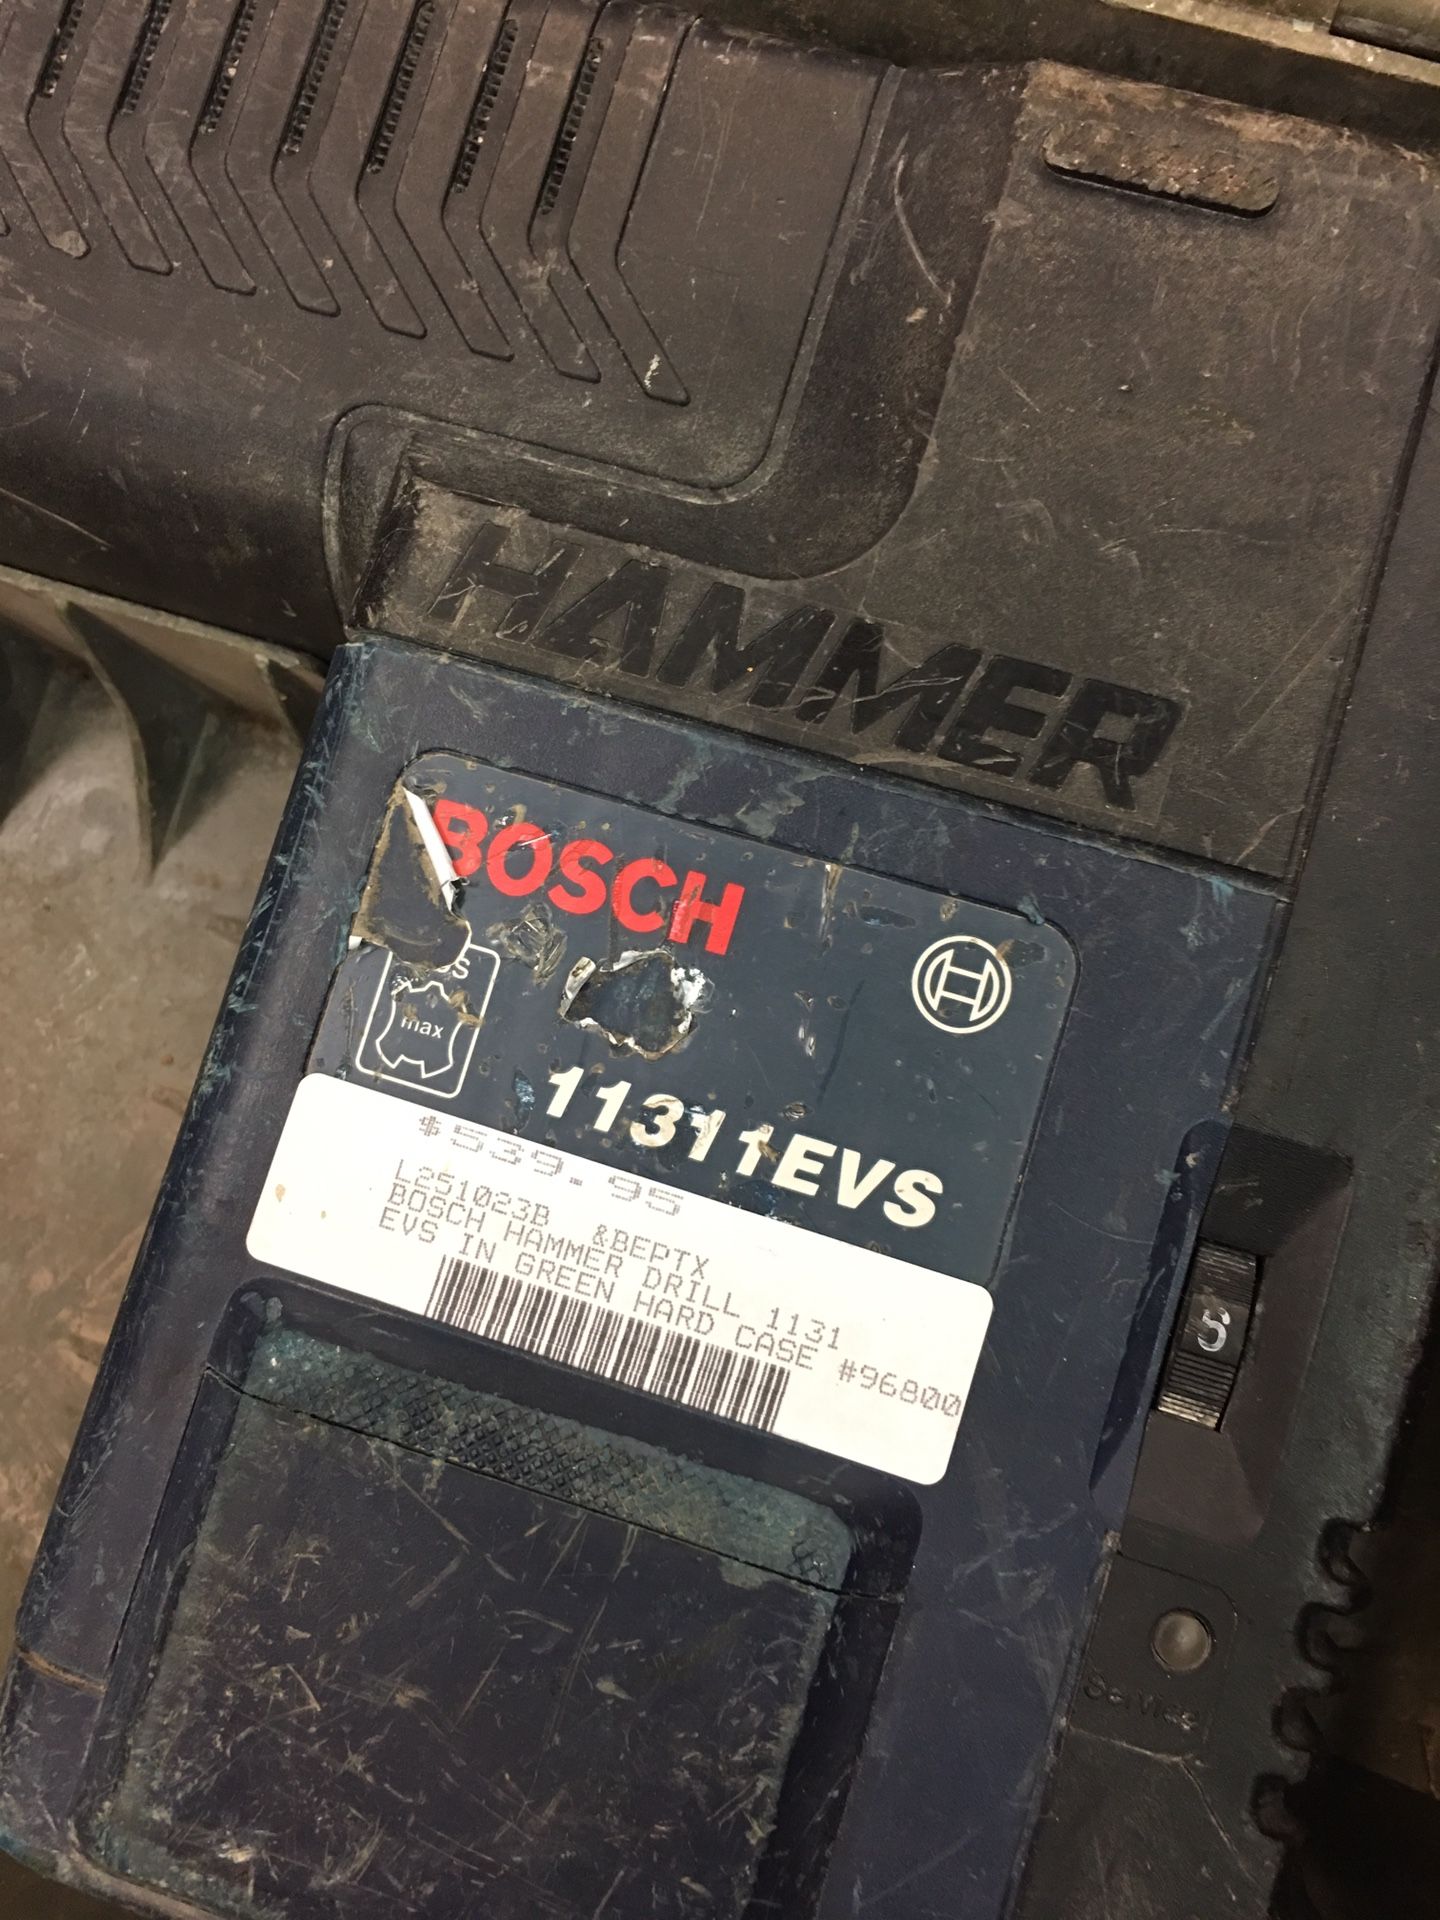 HAMMER
BOSCH
max
11311EVS
$539.95
L251023B &BEPTX
BOSCH HAMMER DRILL 1131
EVS IN GREEN HARD CASE #96800
5
Service